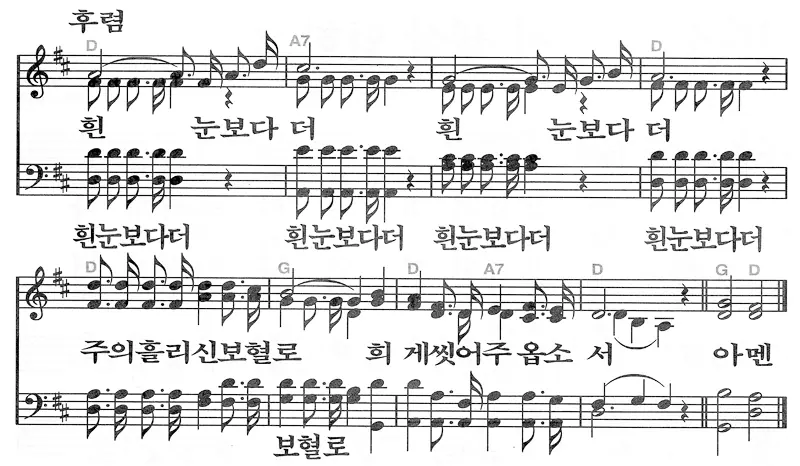 후렴
D A7 D
흰 눈보다 더 흰 눈보다 더
흰눈보다더 흰눈보다더 흰눈보다더 흰눈보다더
D G D A7 D G D
주의흘리신보혈로 희 게씻어주옵소 서 아멘
보혈로